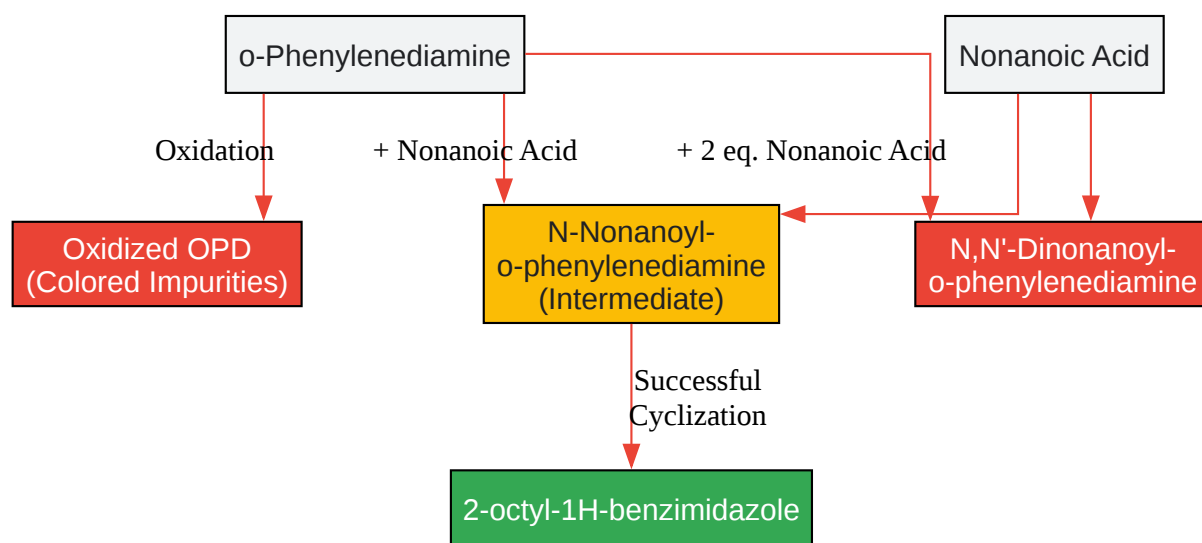 o-Phenylenediamine
Nonanoic Acid
Oxidation
+ Nonanoic Acid
+ 2 eq. Nonanoic Acid
Oxidized OPD
(Colored Impurities)
N-Nonanoyl-
o-phenylenediamine
(Intermediate)
N,N'-Dinonanoyl-
o-phenylenediamine
Successful
Cyclization
2-octyl-1H-benzimidazole